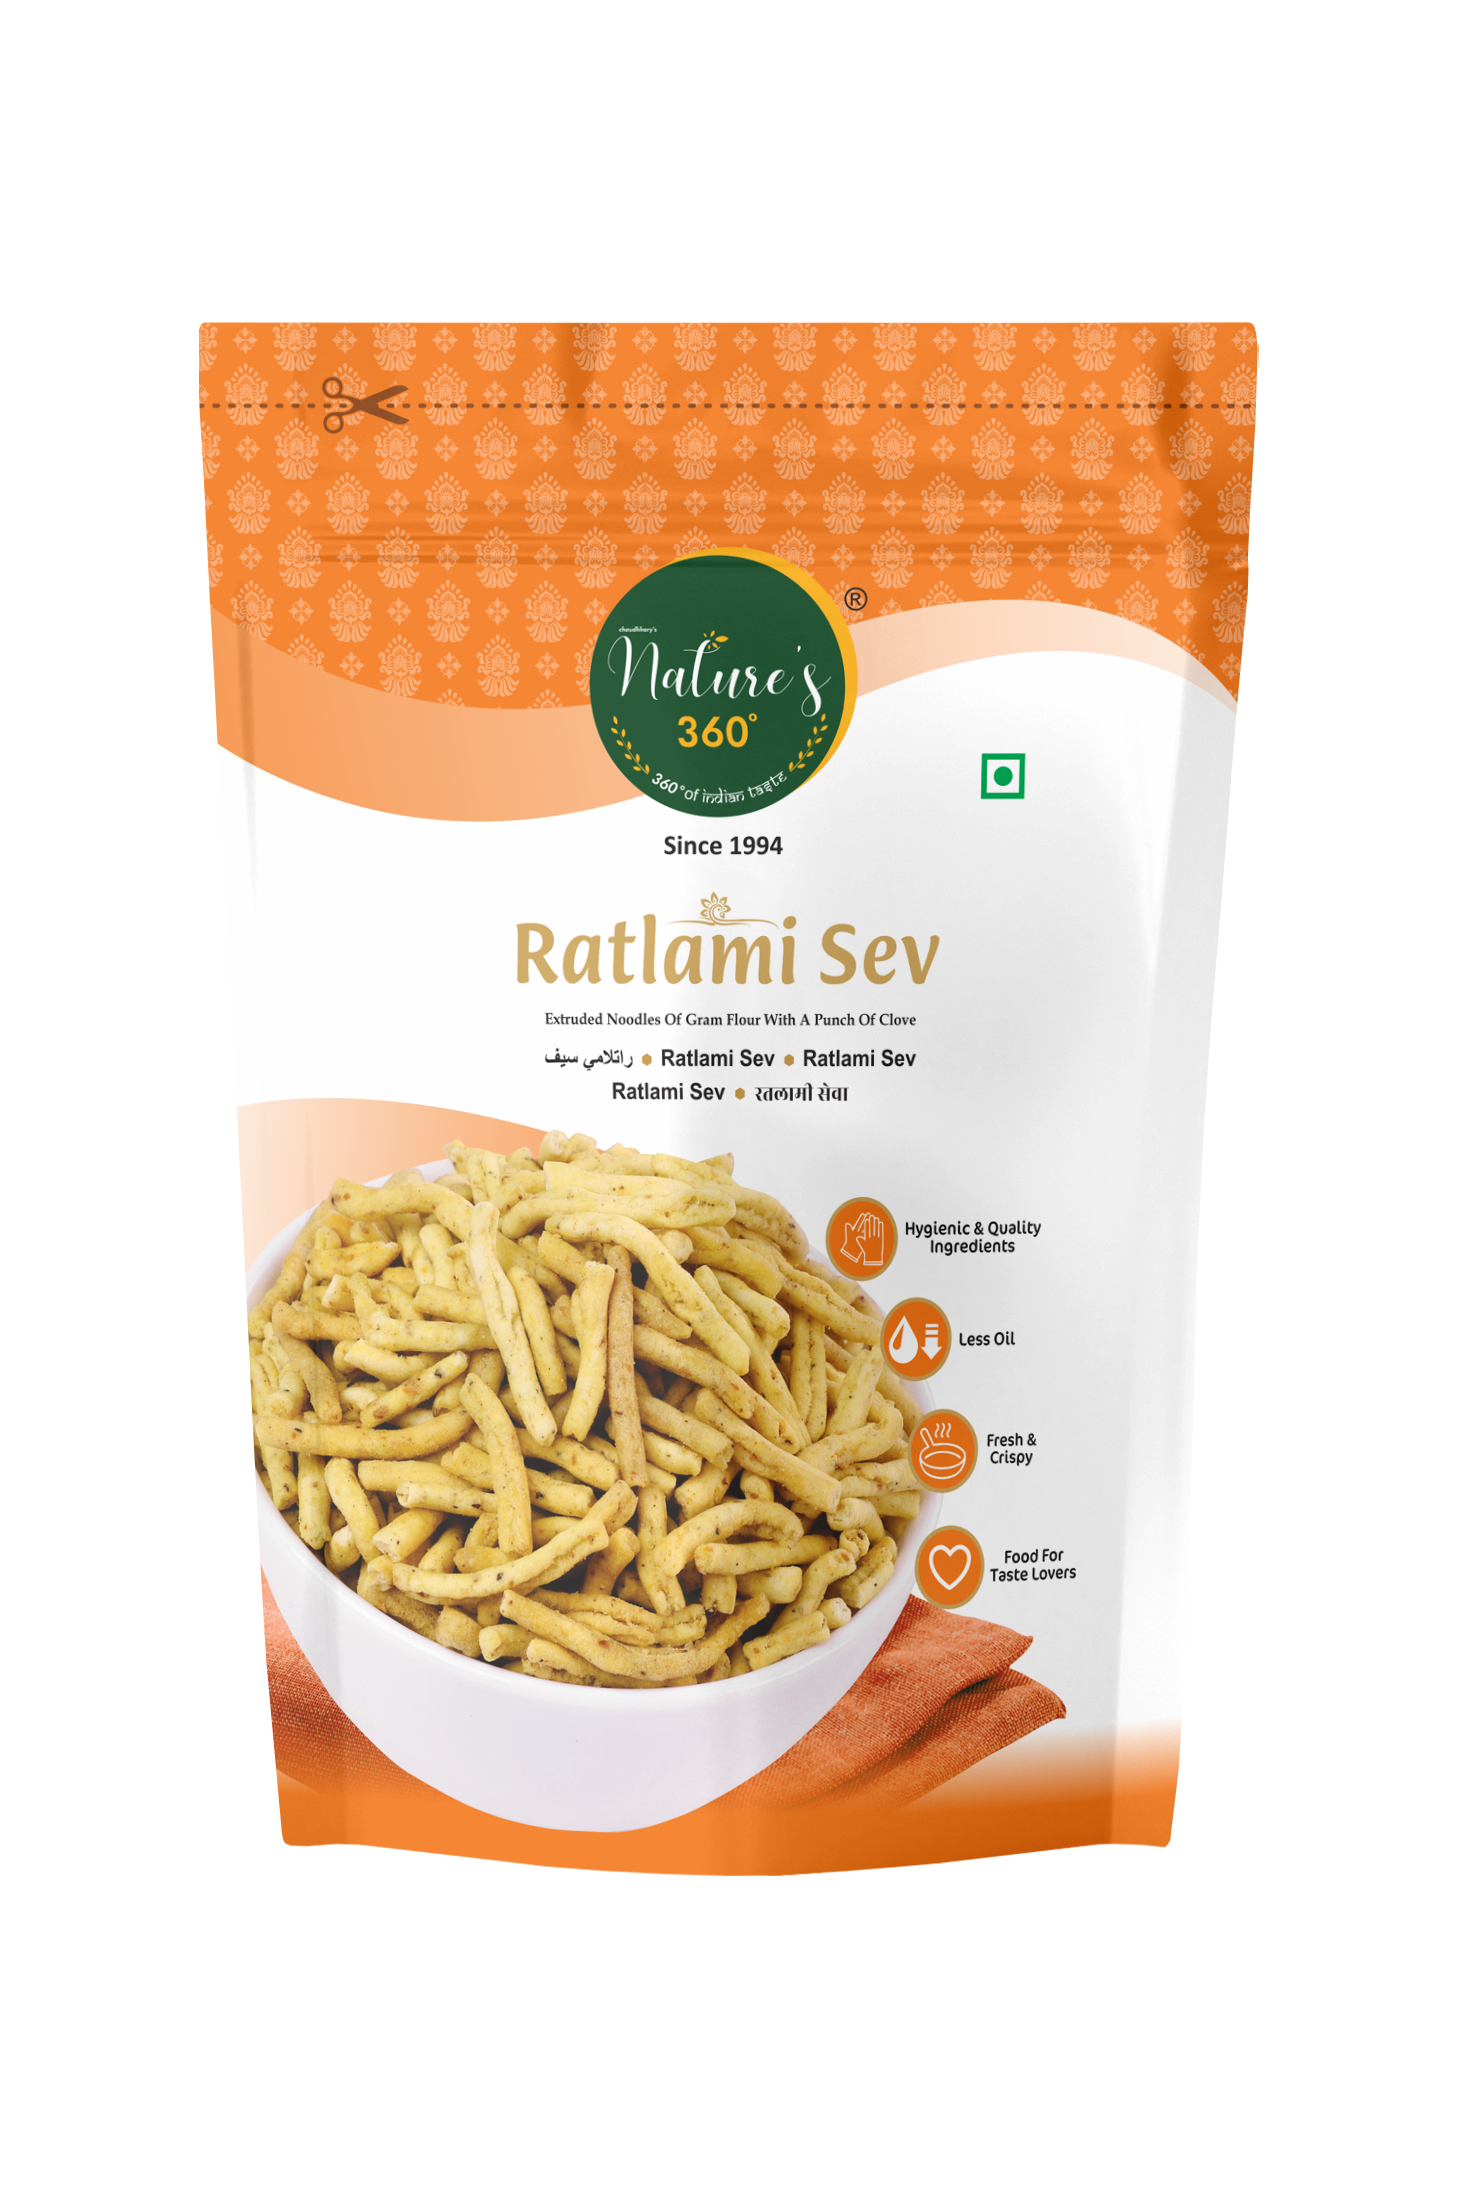 ®
chaudhhary's
Nature's
360°
360° of indian taste
Since 1994
Ratlami Sev
Extruded Noodles Of Gram Flour With A Punch Of Clove
راتلامي سيف • Ratlami Sev • Ratlami Sev
Ratlami Sev • रतलामी सेवा
Hygienic & Quality
Ingredients
Less Oil
Fresh &
Crispy
Food For
Taste Lovers